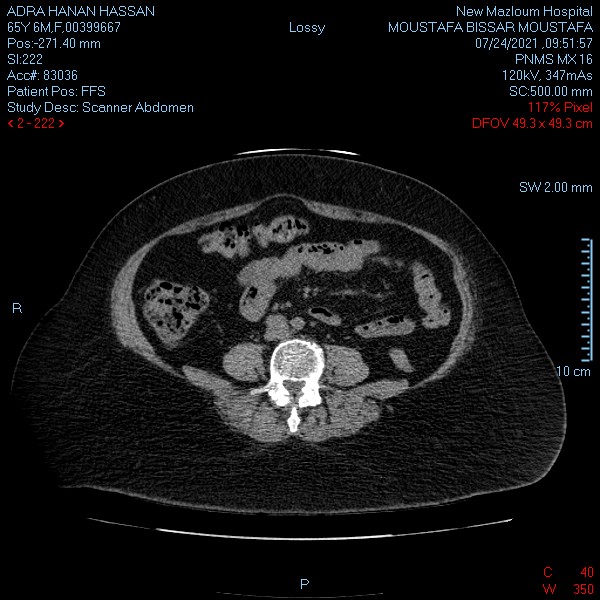 ADRA HANAN HASSAN
65Y 6M,F,00399667
Pos:-271.40 mm
SI:222
Acc#: 83036
Patient Pos: FFS
Study Desc: Scanner Abdomen
< 2 - 222 >
Lossy
New Mazloum Hospital
MOUSTAFA BISSAR MOUSTAFA
07/24/2021 ,09:51:57
PNMS MX 16
120kV, 347mAs
SC:500.00 mm
117% Pixel
DFOV 49.3 x 49.3 cm
SW 2.00 mm
R
10 cm
P
C 40
W 350